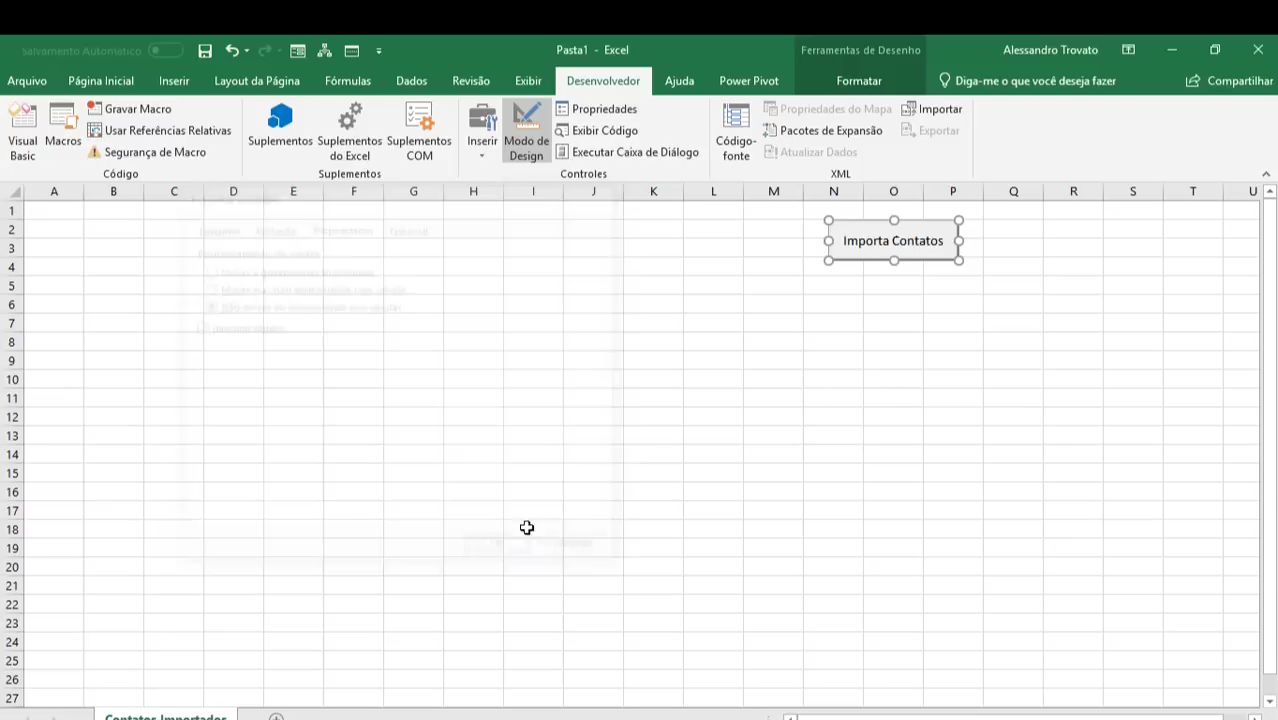 Salvamento Automático
Pasta1 - Excel
Ferramentas de Desenho
Alessandro Trovato
Arquivo Página Inicial Inserir Layout da Página Fórmulas Dados Revisão Exibir Desenvolvedor Ajuda Power Pivot Formatar Diga-me o que você deseja fazer Compartilhar
Visual Basic
Macros
Gravar Macro
Usar Referências Relativas
Segurança de Macro
Código
Suplementos
Suplementos do Excel
Suplementos COM
Suplementos
Inserir
Modo de Design
Propriedades
Exibir Código
Executar Caixa de Diálogo
Controles
Código-fonte
Propriedades do Mapa
Pacotes de Expansão
Atualizar Dados
Importar
Exportar
XML
A B C D E F G H I J K L M N O P Q R S T U
1
2
Importa Contatos
3
4
5
6
7
8
9
10
11
12
13
14
15
16
17
18
19
20
21
22
23
24
25
26
27
Contatos Importados